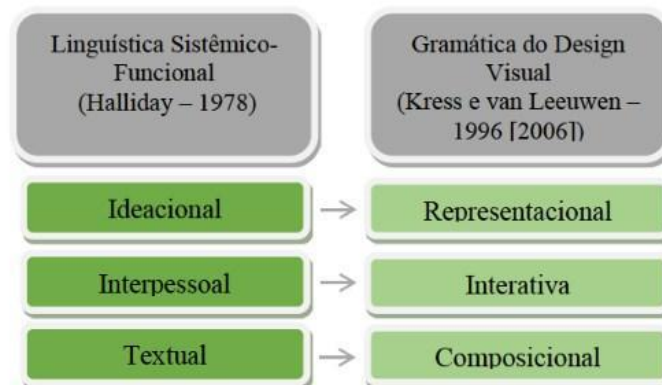 Linguística Sistêmico-
Funcional
(Halliday – 1978)
Gramática do Design
Visual
(Kress e van Leeuwen –
1996 [2006])
Ideacional
Representacional
Interpessoal
Interativa
Textual
Composicional